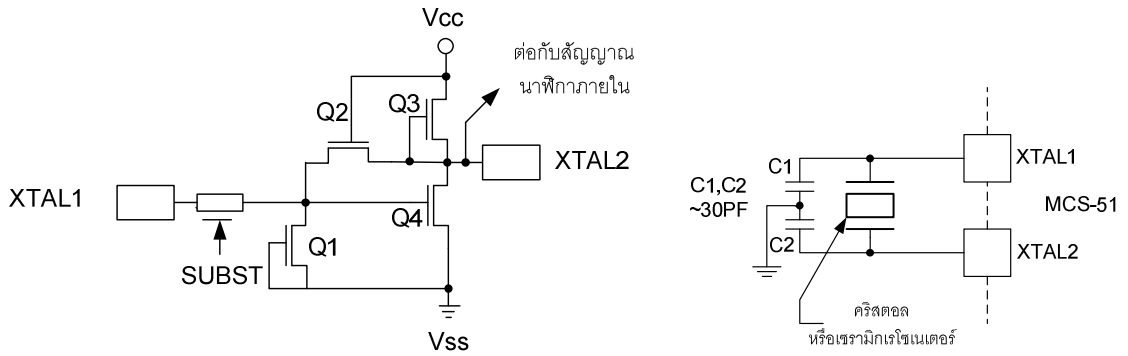 Vcc
ต่อกับสัญญาณ
นาฬิกาภายใน
Q3
Q2
XTAL2
XTAL1
Q4
Q1
SUBST
Vss
C1
XTAL1
C1,C2
~30PF
MCS-51
C2
XTAL2
คริสตอล
หรือเซรามิกเรโซเนเตอร์